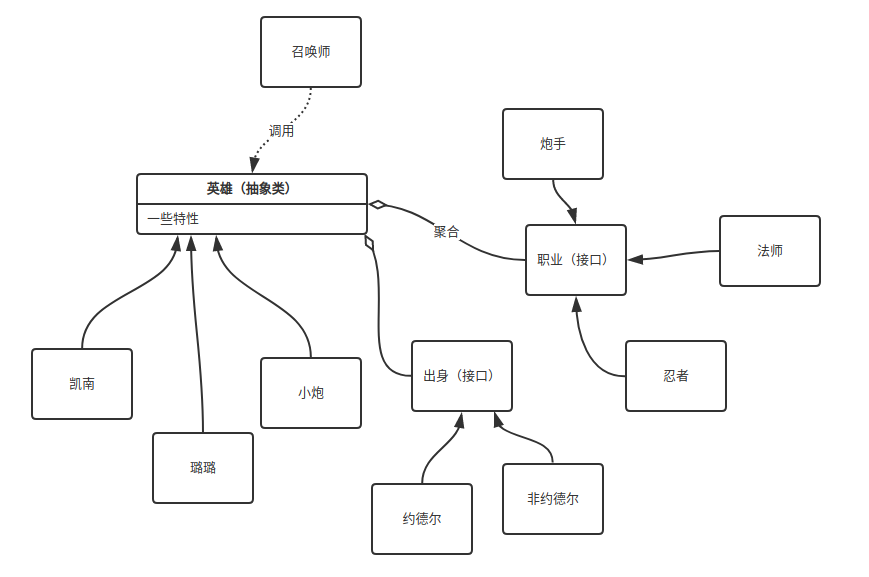 召唤师
调用
炮手
英雄（抽象类）
一些特性
聚合
职业（接口）
法师
凯南
小炮
出身（接口）
忍者
璐璐
约德尔
非约德尔